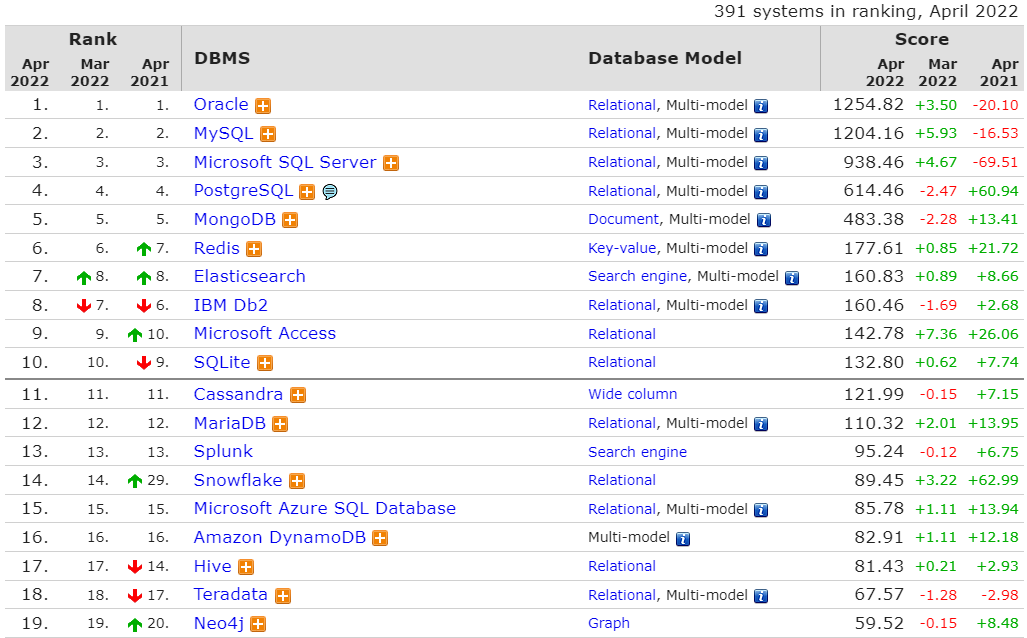 391 systems in ranking, April 2022
Rank DBMS Database Model Score
Apr 2022 Mar 2022 Apr 2021 Apr 2022 Mar 2022 Apr 2021
1. 1. 1. Oracle Relational, Multi-model 1254.82 +3.50 -20.10
2. 2. 2. MySQL Relational, Multi-model 1204.16 +5.93 -16.53
3. 3. 3. Microsoft SQL Server Relational, Multi-model 938.46 +4.67 -69.51
4. 4. 4. PostgreSQL Relational, Multi-model 614.46 -2.47 +60.94
5. 5. 5. MongoDB Document, Multi-model 483.38 -2.28 +13.41
6. 6. 7. Redis Key-value, Multi-model 177.61 +0.85 +21.72
7. 8. 8. Elasticsearch Search engine, Multi-model 160.83 +0.89 +8.66
8. 7. 6. IBM Db2 Relational, Multi-model 160.46 -1.69 +2.68
9. 9. 10. Microsoft Access Relational 142.78 +7.36 +26.06
10. 10. 9. SQLite Relational 132.80 +0.62 +7.74
11. 11. 11. Cassandra Wide column 121.99 -0.15 +7.15
12. 12. 12. MariaDB Relational, Multi-model 110.32 +2.01 +13.95
13. 13. 13. Splunk Search engine 95.24 -0.12 +6.75
14. 14. 29. Snowflake Relational 89.45 +3.22 +62.99
15. 15. 15. Microsoft Azure SQL Database Relational, Multi-model 85.78 +1.11 +13.94
16. 16. 16. Amazon DynamoDB Multi-model 82.91 +1.11 +12.18
17. 17. 14. Hive Relational 81.43 +0.21 +2.93
18. 18. 17. Teradata Relational, Multi-model 67.57 -1.28 -2.98
19. 19. 20. Neo4j Graph 59.52 -0.15 +8.48